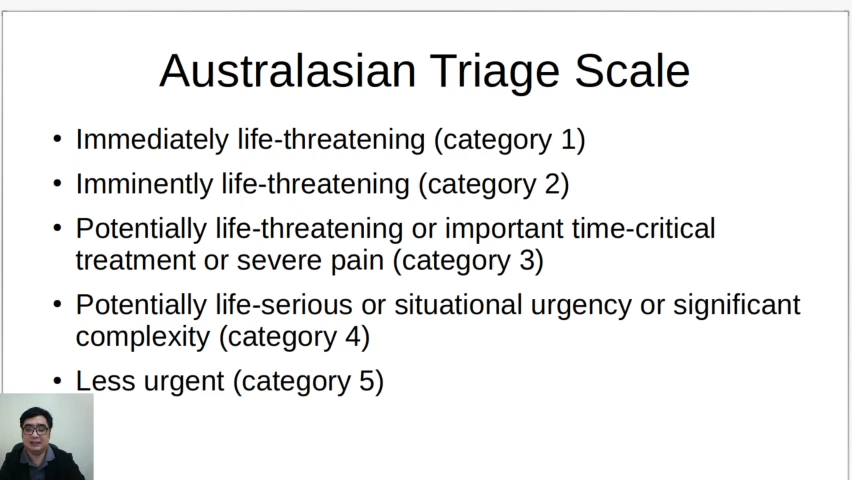 Australasian Triage Scale
• Immediately life-threatening (category 1)
• Imminently life-threatening (category 2)
• Potentially life-threatening or important time-critical
treatment or severe pain (category 3)
• Potentially life-serious or situational urgency or significant
complexity (category 4)
• Less urgent (category 5)